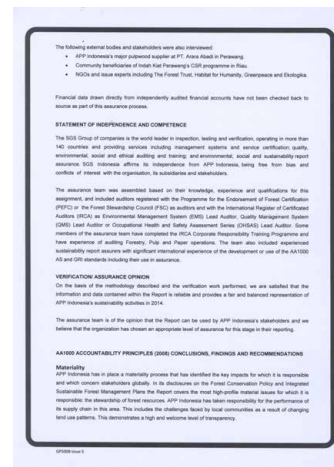 The following external bodies and stakeholders were also interviewed:
• APP Indonesia's major pulpwood supplier at PT. Arara Abadi in Perawang.
• Community beneficiaries of Indah Kiat Perawang's CSR programme in Riau.
• NGOs and issue experts including The Forest Trust, Habitat for Humanity, Greenpeace and Ekologika.
Financial data drawn directly from independently audited financial accounts have not been checked back to
source as part of this assurance process.
STATEMENT OF INDEPENDENCE AND COMPETENCE
The SGS Group of companies is the world leader in inspection, testing and verification, operating in more than
140 countries and providing services including management systems and service certification; quality,
environmental, social and ethical auditing and training; and environmental, social and sustainability report
assurance. SGS Indonesia affirms its independence from APP Indonesia, being free from bias and
conflicts of interest with the organisation, its subsidiaries and stakeholders.
The assurance team was assembled based on their knowledge, experience and qualifications for this
assignment, and included auditors registered with the Programme for the Endorsement of Forest Certification
(PEFC) or the Forest Stewardship Council (FSC) as auditors and with the International Register of Certificated
Auditors (IRCA) as Environmental Management System (EMS) Lead Auditor, Quality Management System
(QMS) Lead Auditor or Occupational Health and Safety Assessment Series (OHSAS) Lead Auditor. Some
members of the assurance team have completed the IRCA Corporate Responsibility Training Programme and
have experience of auditing Forestry, Pulp and Paper operations. The team also included experienced
sustainability report assurers with significant international experience of the development or use of the AA1000
AS and GRI standards including their use in assurance.
VERIFICATION/ ASSURANCE OPINION
On the basis of the methodology described and the verification work performed, we are satisfied that the
information and data contained within the Report is reliable and provides a fair and balanced representation of
APP Indonesia's sustainability activities in 2014.
The assurance team is of the opinion that the Report can be used by APP Indonesia's stakeholders and we
believe that the organization has chosen an appropriate level of assurance for this stage in their reporting.
AA1000 ACCOUNTABILITY PRINCIPLES (2008) CONCLUSIONS, FINDINGS AND RECOMMENDATIONS
Materiality
APP Indonesia has in place a materiality process that has identified the key impacts for which it is responsible
and which concern stakeholders globally. In its disclosures on the Forest Conservation Policy and Integrated
Sustainable Forest Management Plans the Report covers the most high-profile material issues for which it is
responsible: the stewardship of forest resources. APP Indonesia has taken responsibility for the performance of
its supply chain in this area. This includes the challenges faced by local communities as a result of changing
land use patterns. This demonstrates a high and welcome level of transparency.
GP5008 Issue 5